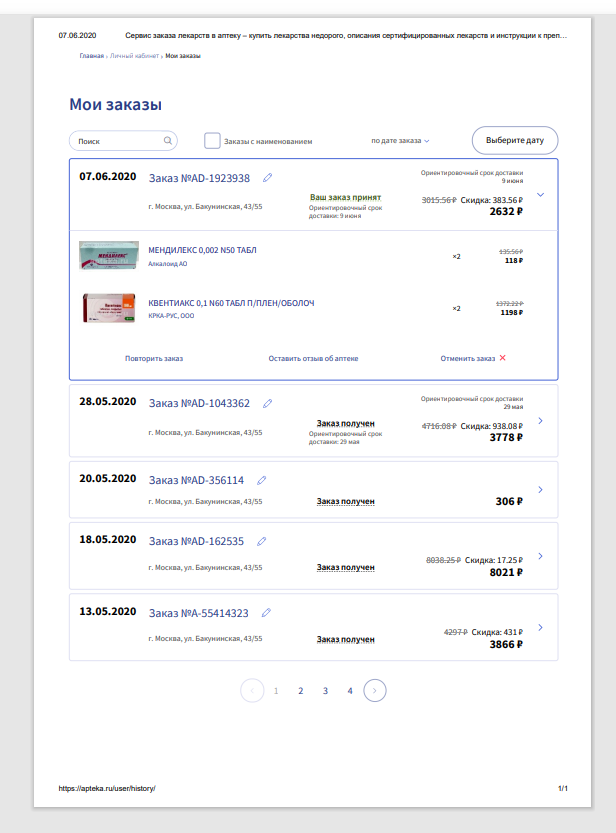 07.06.2020 Сервис заказа лекарств в аптеку – купить лекарства недорого, описания сертифицированных лекарств и инструкции к преп…
Главная › Личный кабинет › Мои заказы
Мои заказы
Поиск Заказы с наименованием по дате заказа Выберите дату
07.06.2020 Заказ №AD-1923938
Ориентировочный срок доставки
9 июня
г. Москва, ул. Бакунинская, 43/55
Ваш заказ принят
Ориентировочный срок
доставки: 9 июня
3015.56 ₽ Скидка: 383.56 ₽
2632 ₽
МЕНДИЛЕКС
МЕНДИЛЕКС 0,002 N50 ТАБЛ
Алкалоид АО
×2
135.56 ₽
118 ₽
КВЕНТИАКС 0,1 N60 ТАБЛ П/ПЛЕН/ОБОЛОЧ
КРКА-РУС, ООО
×2
1372.22 ₽
1198 ₽
Повторить заказ Оставить отзыв об аптеке Отменить заказ ✕
28.05.2020 Заказ №AD-1043362
Ориентировочный срок доставки
29 мая
г. Москва, ул. Бакунинская, 43/55
Заказ получен
Ориентировочный срок
доставки: 29 мая
4716.08 ₽ Скидка: 938.08 ₽
3778 ₽
20.05.2020 Заказ №AD-356114
г. Москва, ул. Бакунинская, 43/55 Заказ получен 306 ₽
18.05.2020 Заказ №AD-162535
г. Москва, ул. Бакунинская, 43/55 Заказ получен
8038.25 ₽ Скидка: 17.25 ₽
8021 ₽
13.05.2020 Заказ №A-55414323
г. Москва, ул. Бакунинская, 43/55 Заказ получен
4297 ₽ Скидка: 431 ₽
3866 ₽
‹ 1 2 3 4 ›
https://apteka.ru/user/history/ 1/1